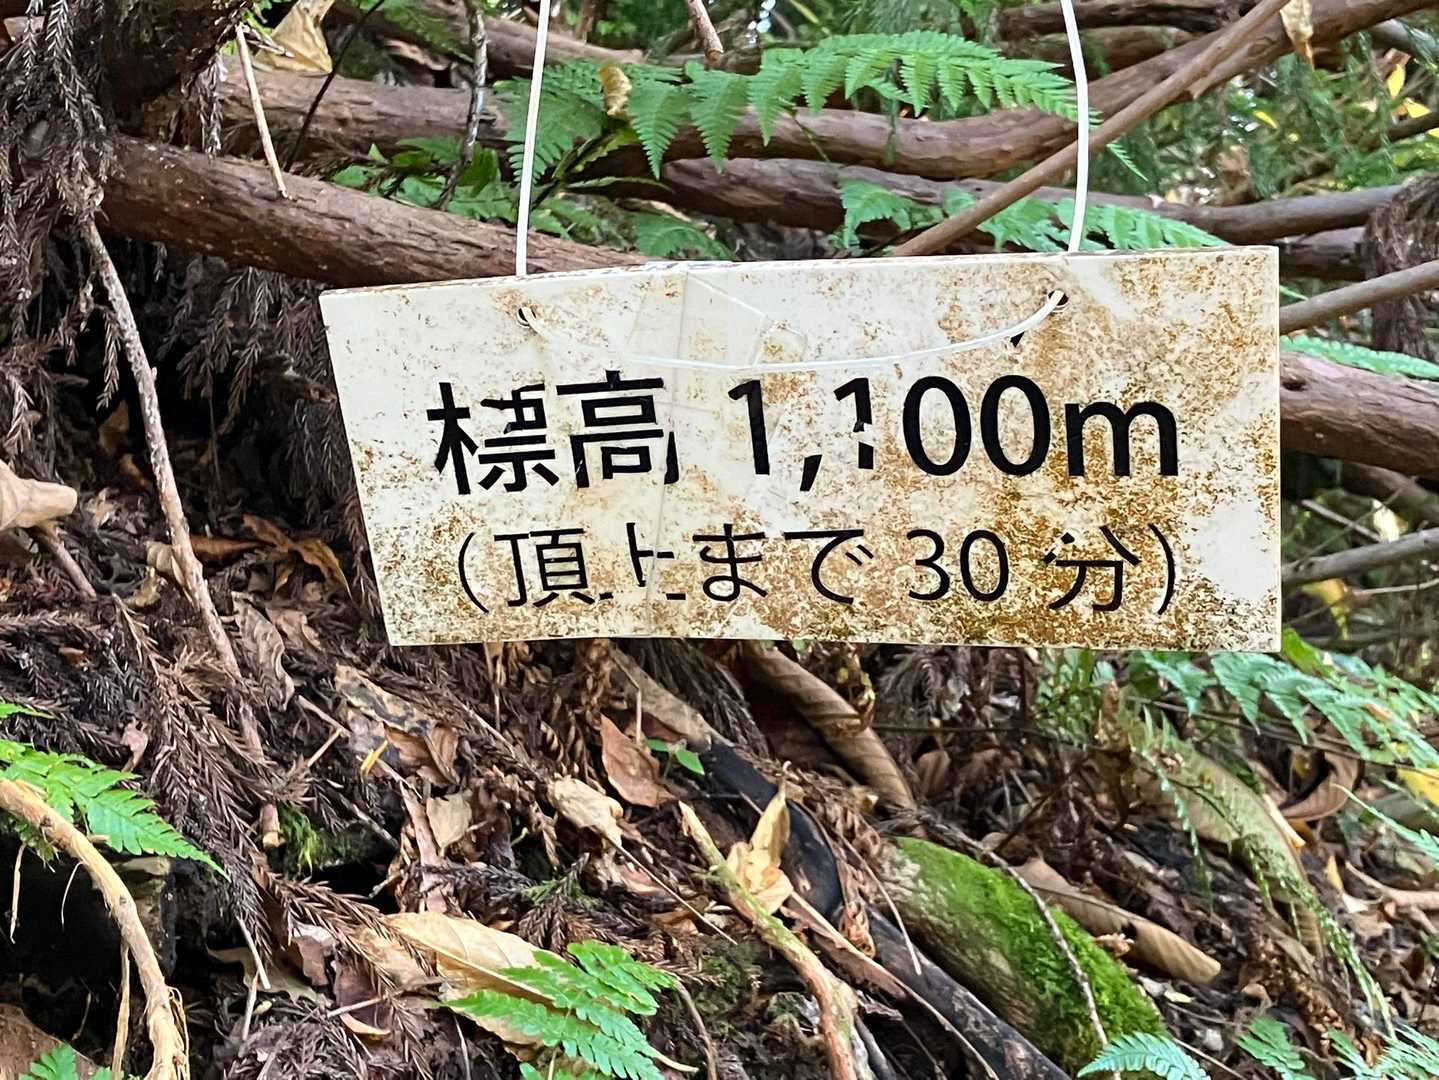 標高 1,100m
(頂上まで 30 分)